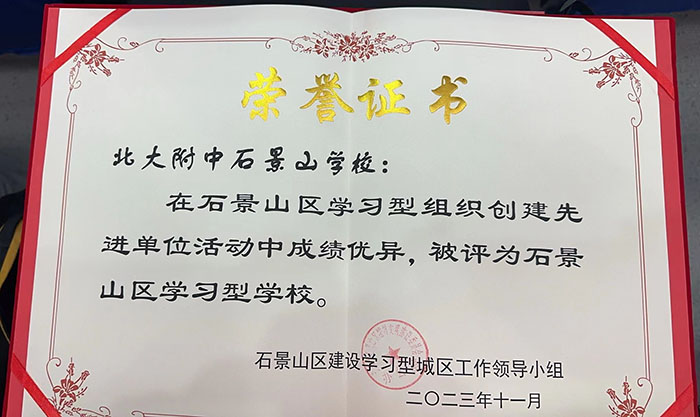 荣誉证书
北大附中石景山学校：
在石景山区学习型组织创建先
进单位活动中成绩优异，被评为石景
山区学习型学校。
石景山区建设学习型城区工作领导小组
二〇二三年十一月